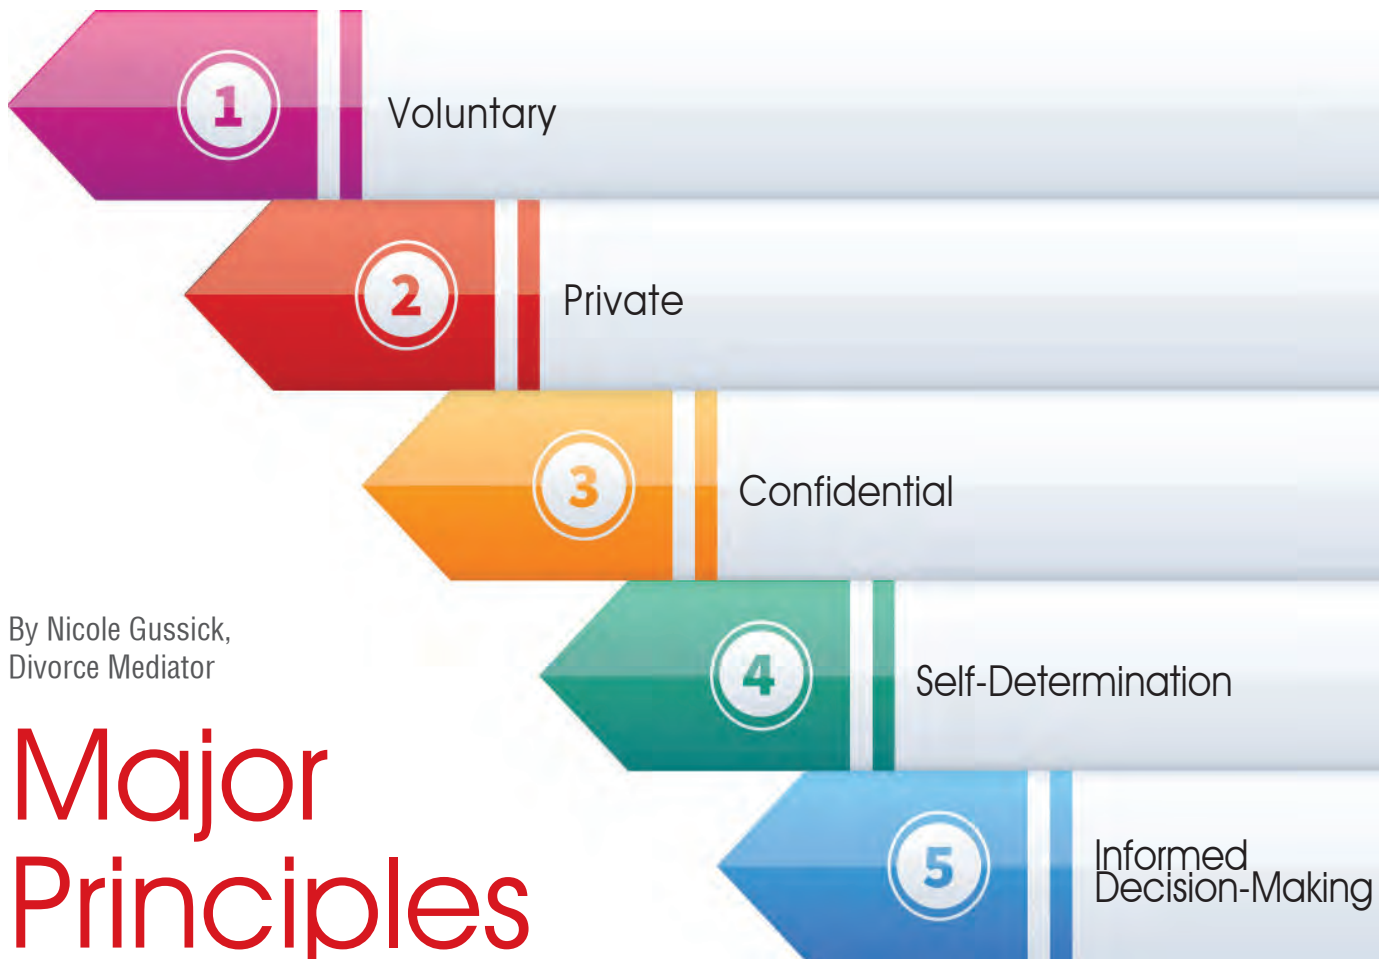 1
Voluntary
2
Private
3
Confidential
4
Self-Determination
5
Informed
Decision-Making
By Nicole Gussick,
Divorce Mediator
Major
Principles